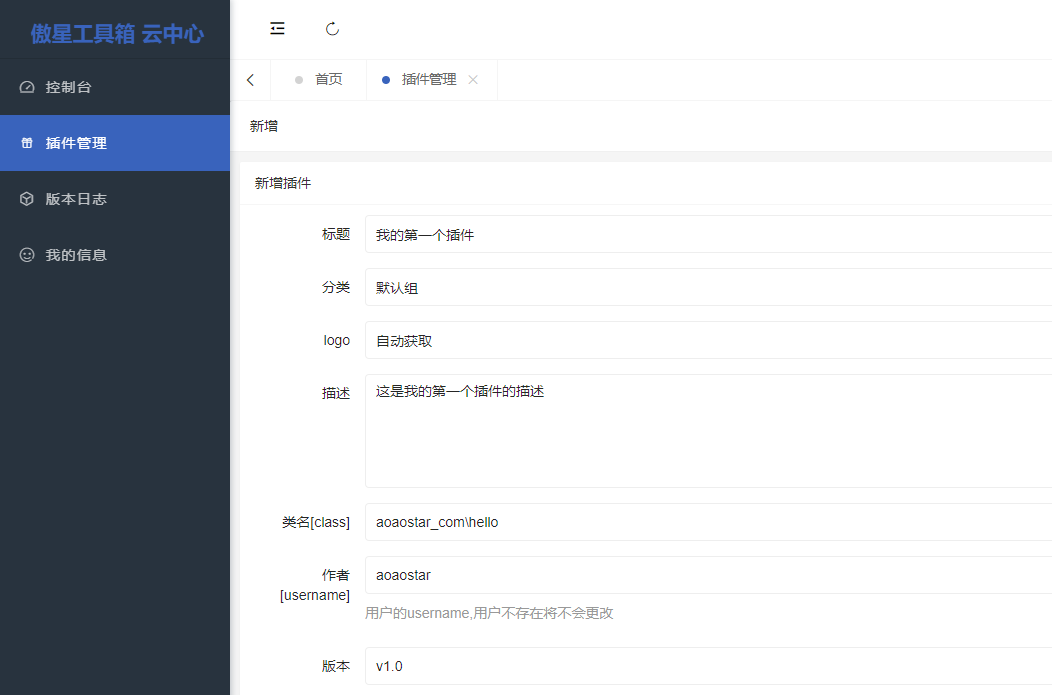 傲星工具箱 云中心
控制台
插件管理
版本日志
我的信息
首页
插件管理
新增
新增插件
标题
我的第一个插件
分类
默认组
logo
自动获取
描述
这是我的第一个插件的描述
类名[class]
aoaostar_com\hello
作者
[username]
aoaostar
用户的username,用户不存在将不会更改
版本
v1.0